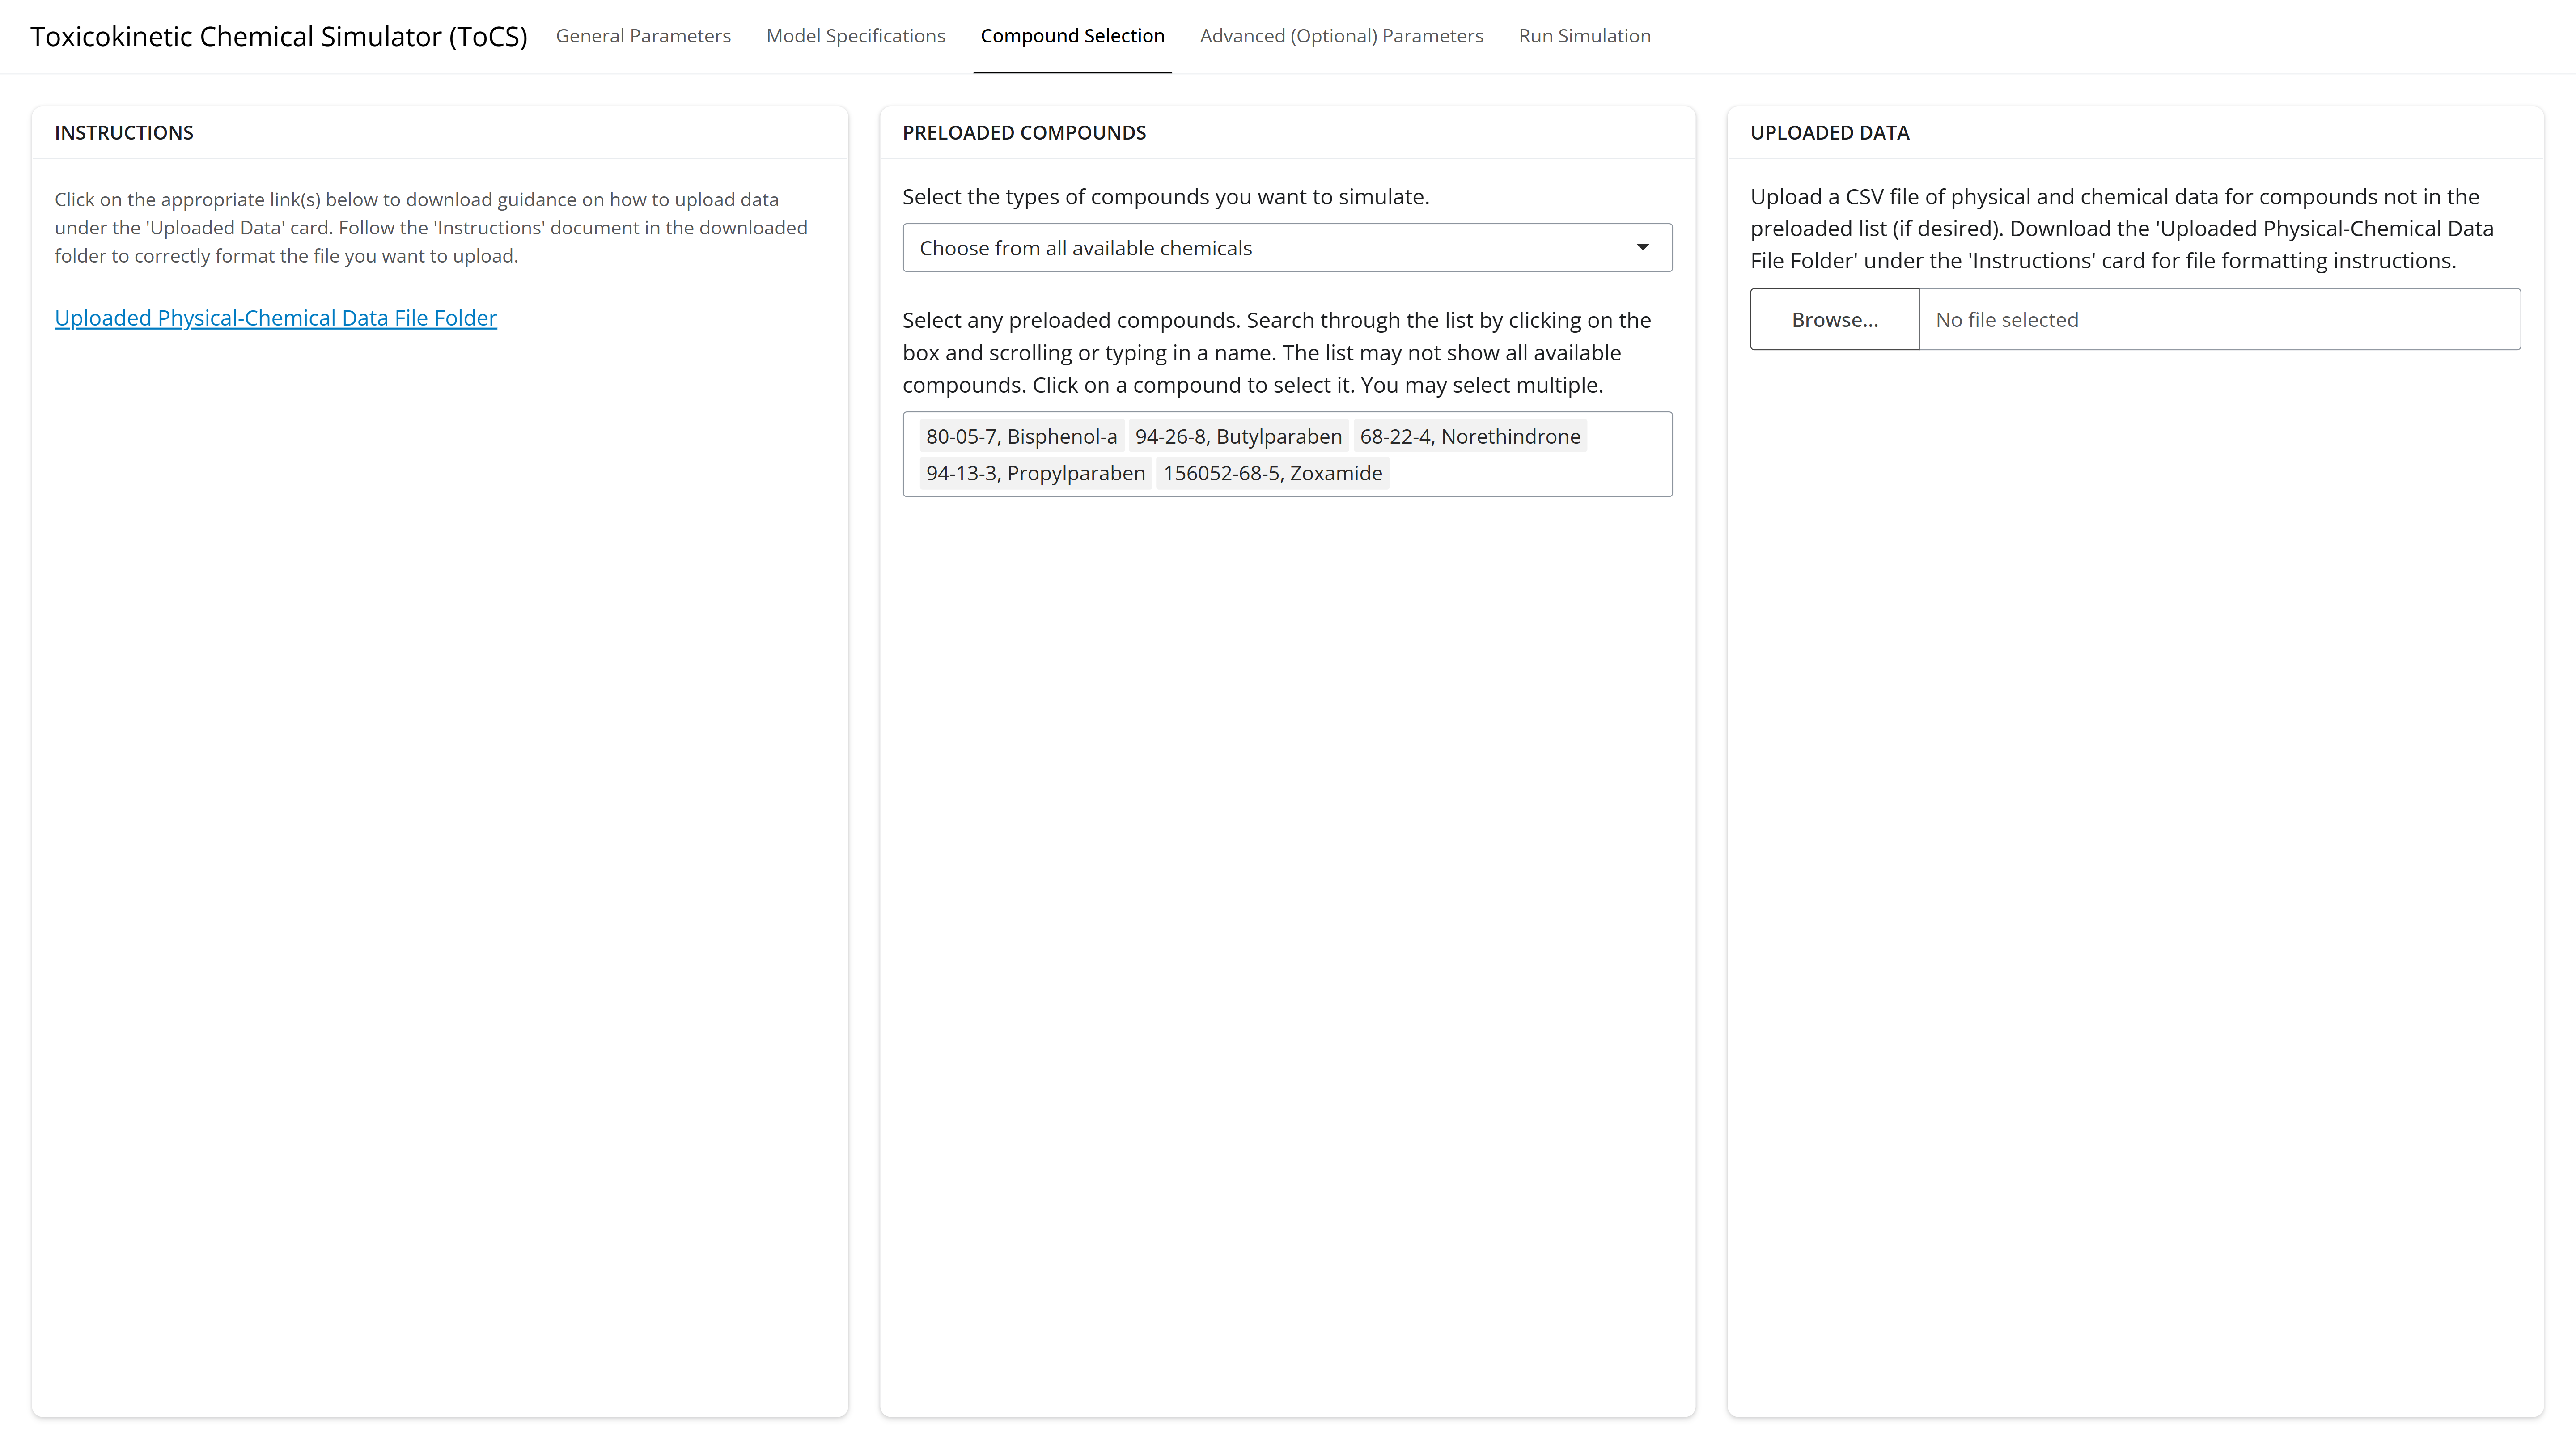 Toxicokinetic Chemical Simulator (ToCS)
General Parameters
Model Specifications
Compound Selection
Advanced (Optional) Parameters
Run Simulation
INSTRUCTIONS
Click on the appropriate link(s) below to download guidance on how to upload data
under the 'Uploaded Data' card. Follow the 'Instructions' document in the downloaded
folder to correctly format the file you want to upload.
Uploaded Physical-Chemical Data File Folder
PRELOADED COMPOUNDS
Select the types of compounds you want to simulate.
Choose from all available chemicals
Select any preloaded compounds. Search through the list by clicking on the
box and scrolling or typing in a name. The list may not show all available
compounds. Click on a compound to select it. You may select multiple.
80-05-7, Bisphenol-a 94-26-8, Butylparaben 68-22-4, Norethindrone
94-13-3, Propylparaben 156052-68-5, Zoxamide
UPLOADED DATA
Upload a CSV file of physical and chemical data for compounds not in the
preloaded list (if desired). Download the 'Uploaded Physical-Chemical Data
File Folder' under the 'Instructions' card for file formatting instructions.
Browse... No file selected